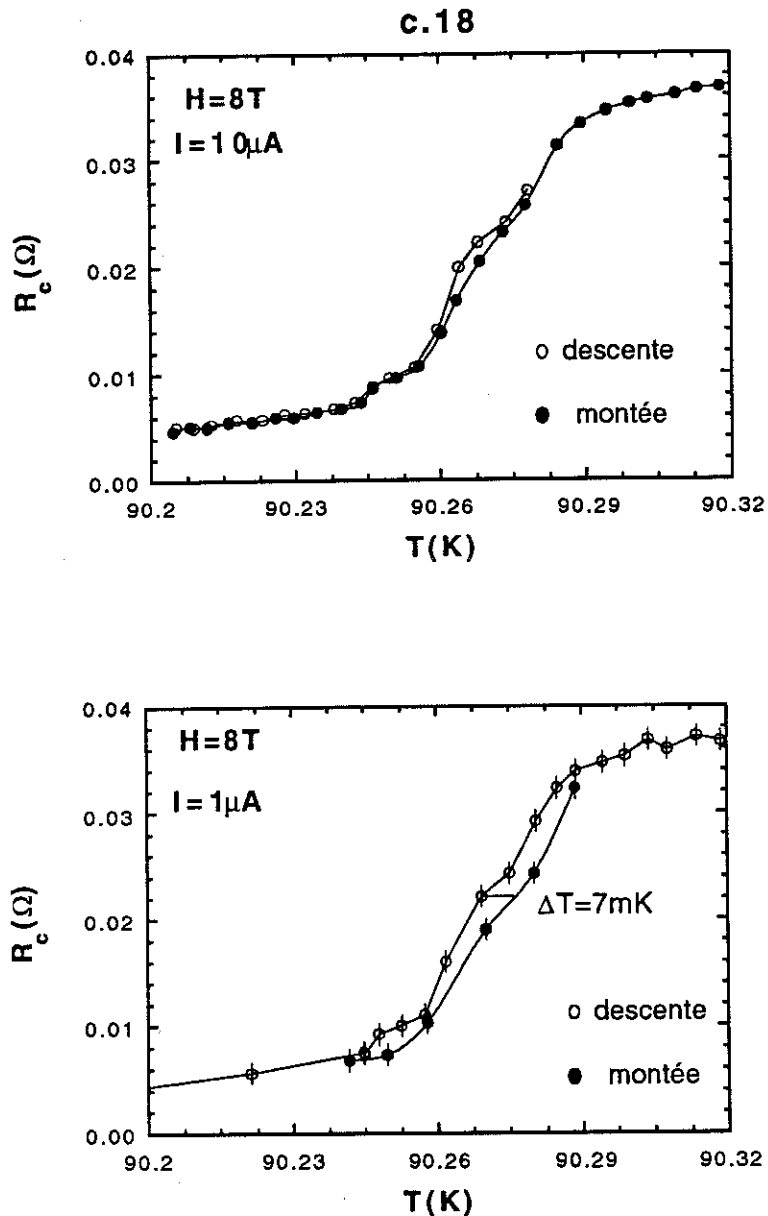 c.18
0.04
H=8T
I=10μA
0.03
R_c(Ω)
0.02
descente
0.01
montée
0.00
90.2 90.23 90.26 90.29 90.32
T(K)
0.04
H=8T
I=1μA
0.03
R_c(Ω)
ΔT=7mK
0.02
descente
0.01
montée
0.00
90.2 90.23 90.26 90.29 90.32
T(K)